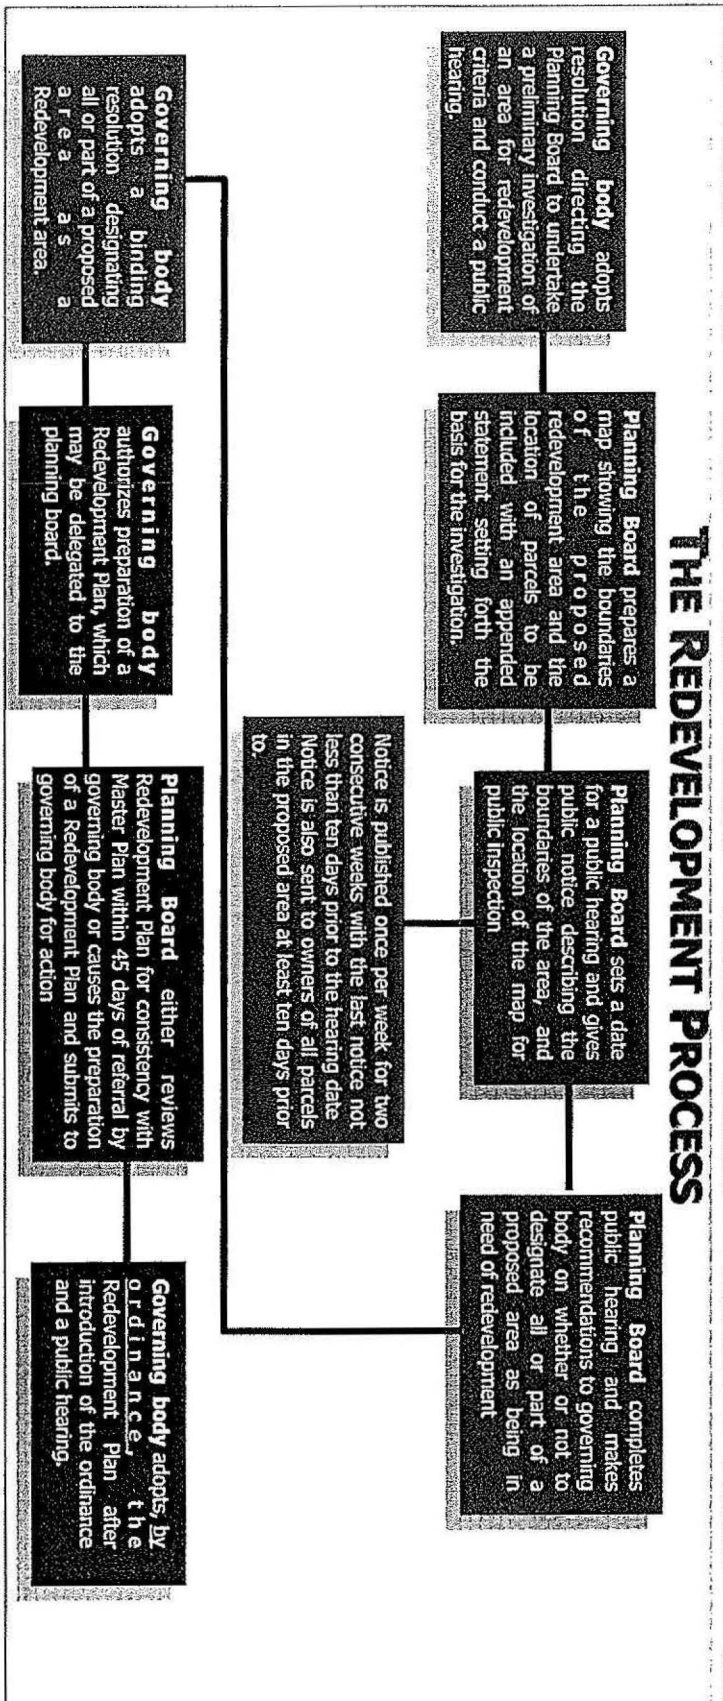 THE REDEVELOPMENT PROCESS
Governing body adopts
resolution directing the
Planning Board to undertake
a preliminary investigation of
an area for redevelopment
criteria and conduct a public
hearing.
Planning Board prepares a
map showing the boundaries
of the proposed
redevelopment area and the
location of parcels to be
included with an appended
statement setting forth the
basis for the investigation.
Planning Board sets a date
for a public hearing and gives
public notice describing the
boundaries of the area, and
the location of the map for
public inspection
Planning Board completes
public hearing and makes
recommendations to governing
body on whether or not to
designate all or part of a
proposed area as being in
need of redevelopment
Notice is published once per week for two
consecutive weeks with the last notice not
less than ten days prior to the hearing date
Notice is also sent to owners of all parcels
in the proposed area at least ten days prior
to.
Governing body
adopts a binding
resolution designating
all or part of a proposed
area as a
Redevelopment area.
Governing body
authorizes preparation of a
Redevelopment Plan, which
may be delegated to the
planning board.
Planning Board either reviews
Redevelopment Plan for consistency with
Master Plan within 45 days of referral by
governing body or causes the preparation
of a Redevelopment Plan and submits to
governing body for action
Governing body adopts, by
ordinance, the
Redevelopment Plan after
introduction of the ordinance
and a public hearing.